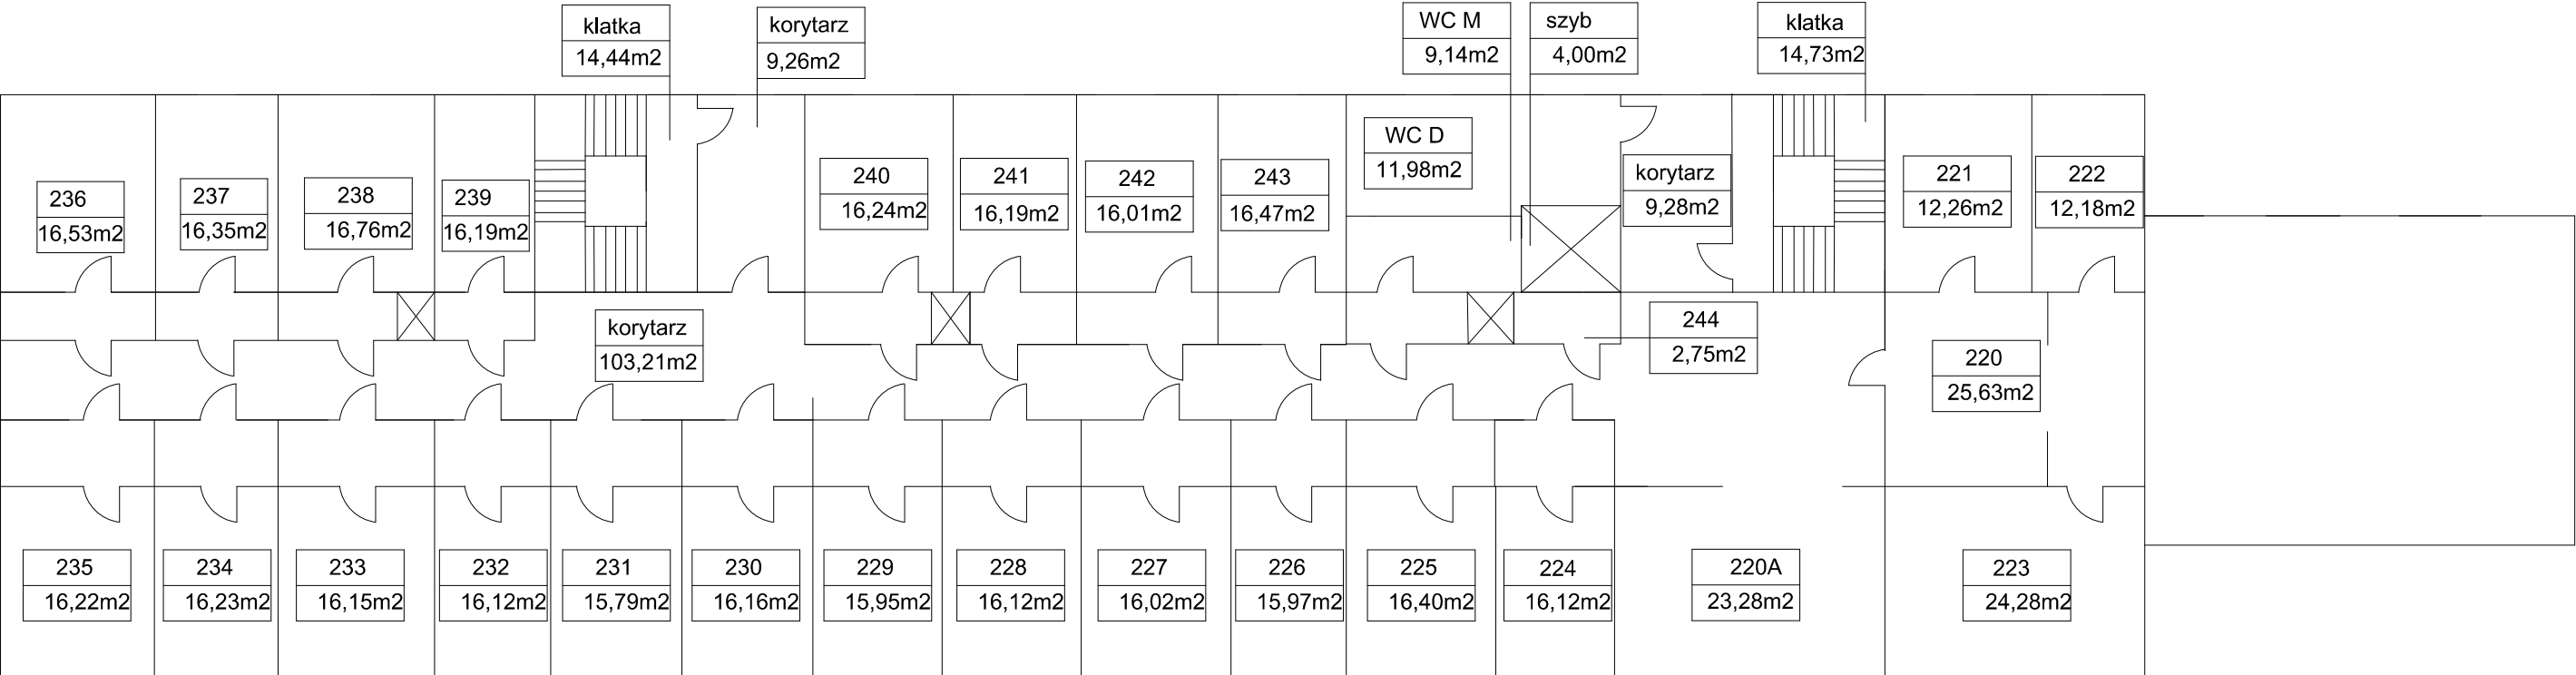 klatka
14,44m2
korytarz
9,26m2
WC M
9,14m2
szyb
4,00m2
klatka
14,73m2
WC D
11,98m2
236
16,53m2
237
16,35m2
238
16,76m2
239
16,19m2
240
16,24m2
241
16,19m2
242
16,01m2
243
16,47m2
korytarz
9,28m2
221
12,26m2
222
12,18m2
korytarz
103,21m2
244
2,75m2
220
25,63m2
235
16,22m2
234
16,23m2
233
16,15m2
232
16,12m2
231
15,79m2
230
16,16m2
229
15,95m2
228
16,12m2
227
16,02m2
226
15,97m2
225
16,40m2
224
16,12m2
220A
23,28m2
223
24,28m2